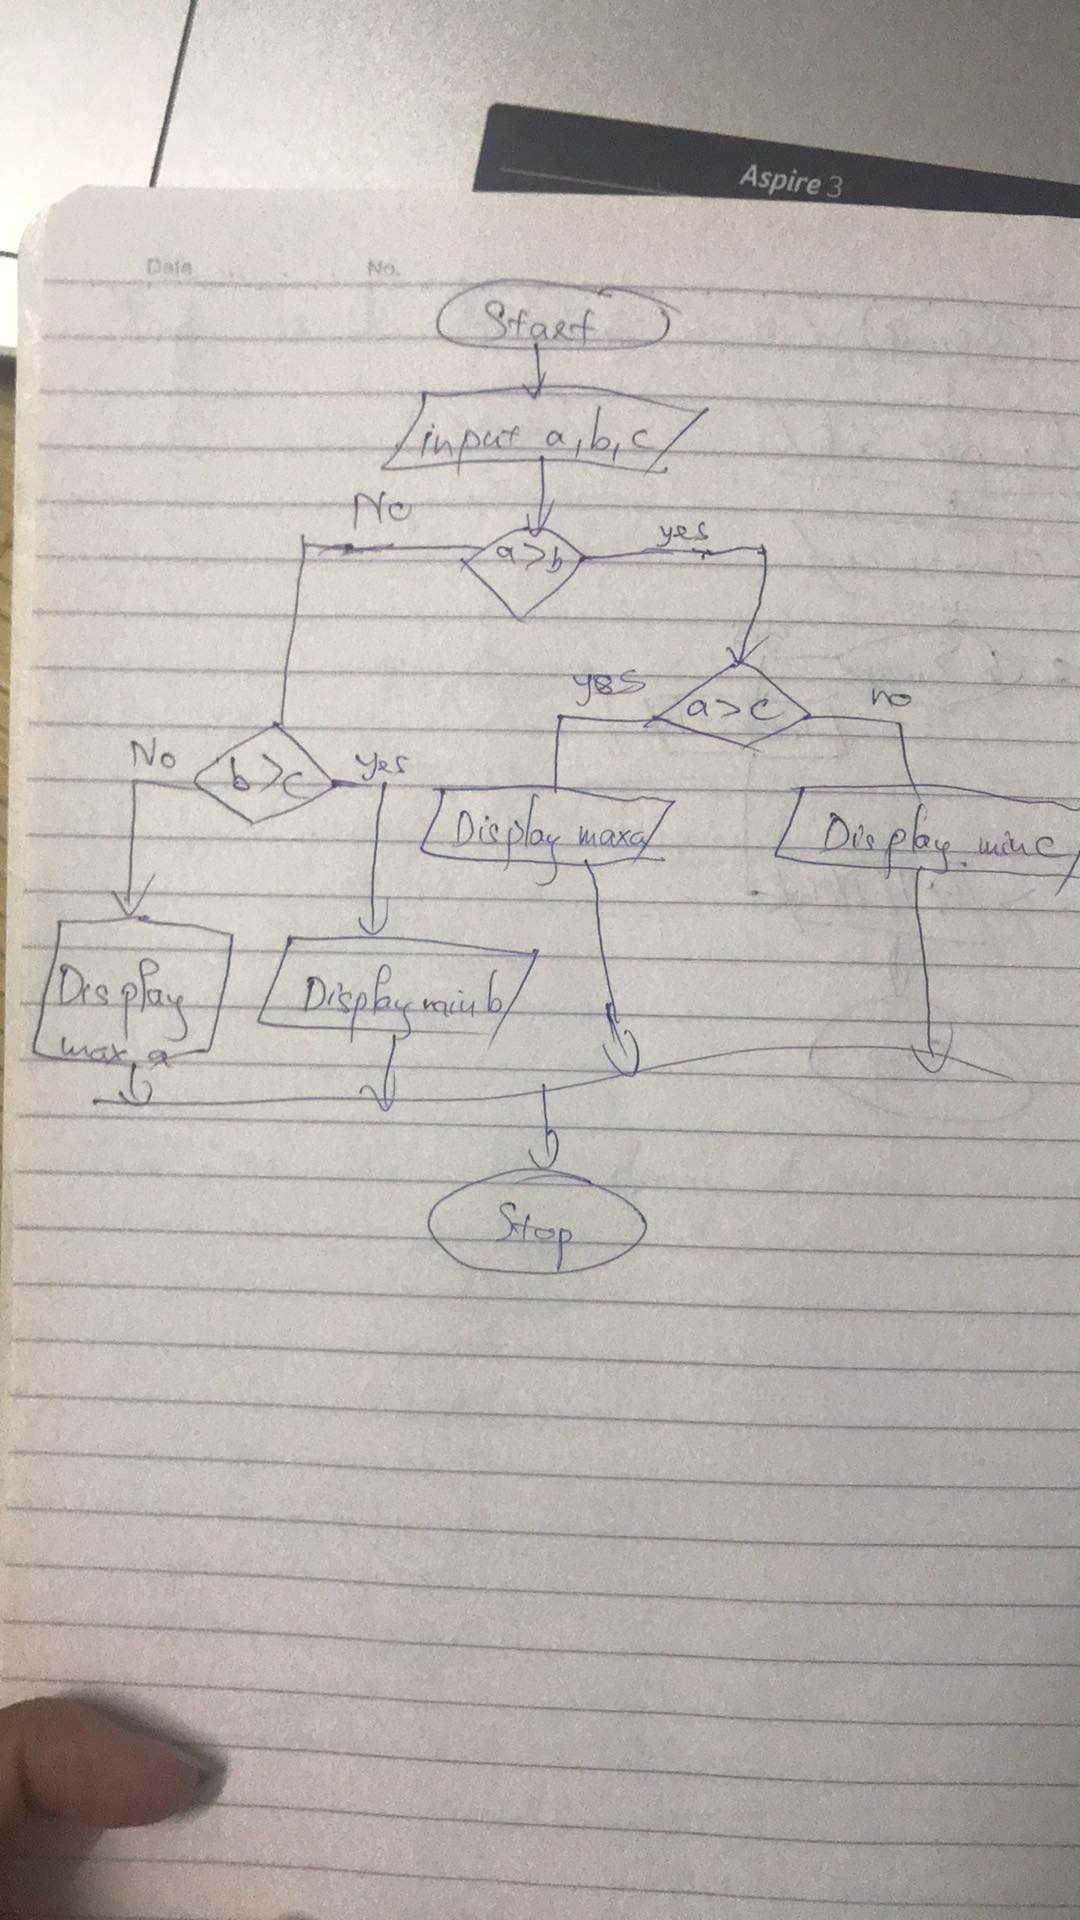 Aspire 3
Date No.
Start
input a, b, c
No
a>b
yes
yes
a>c
no
No
b>c
yes
Display maxa
Display minc
Display
max a
Display minb
Stop